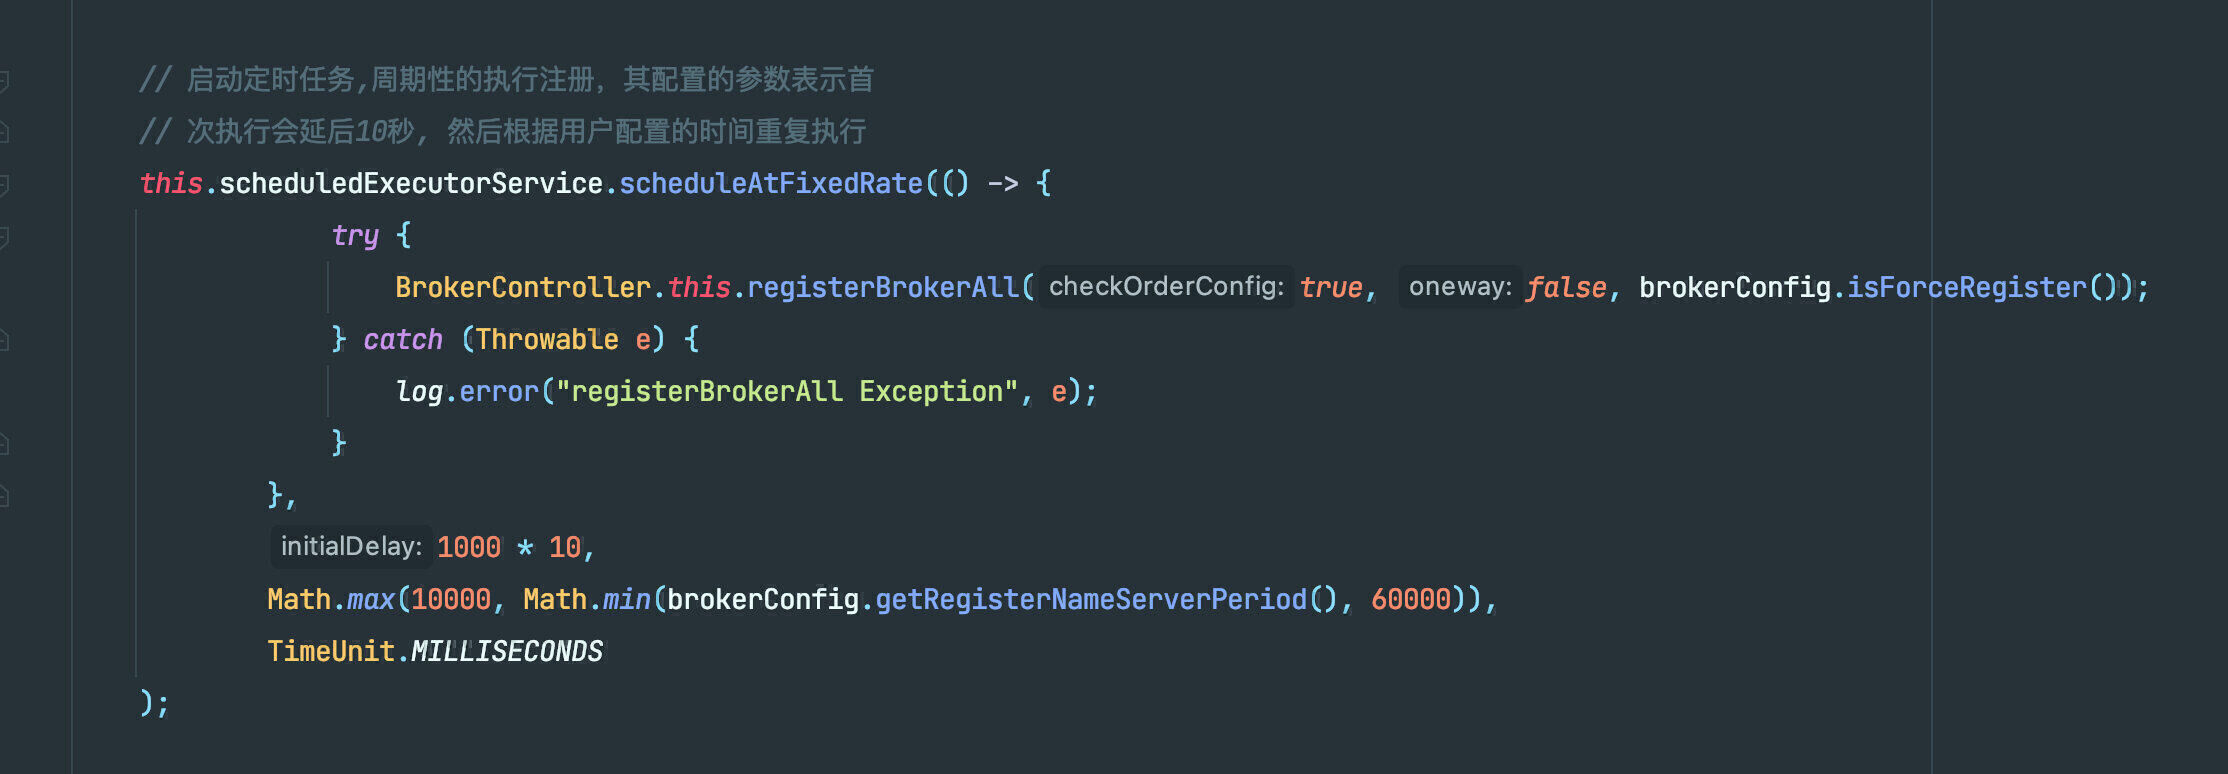 // 启动定时任务,周期性的执行注册，其配置的参数表示首
// 次执行会延后10秒, 然后根据用户配置的时间重复执行
this.scheduledExecutorService.scheduleAtFixedRate(() -> {
try {
BrokerController.this.registerBrokerAll( checkOrderConfig: true, oneway: false, brokerConfig.isForceRegister());
} catch (Throwable e) {
log.error("registerBrokerAll Exception", e);
}
},
initialDelay: 1000 * 10,
Math.max(10000, Math.min(brokerConfig.getRegisterNameServerPeriod(), 60000)),
TimeUnit.MILLISECONDS
);